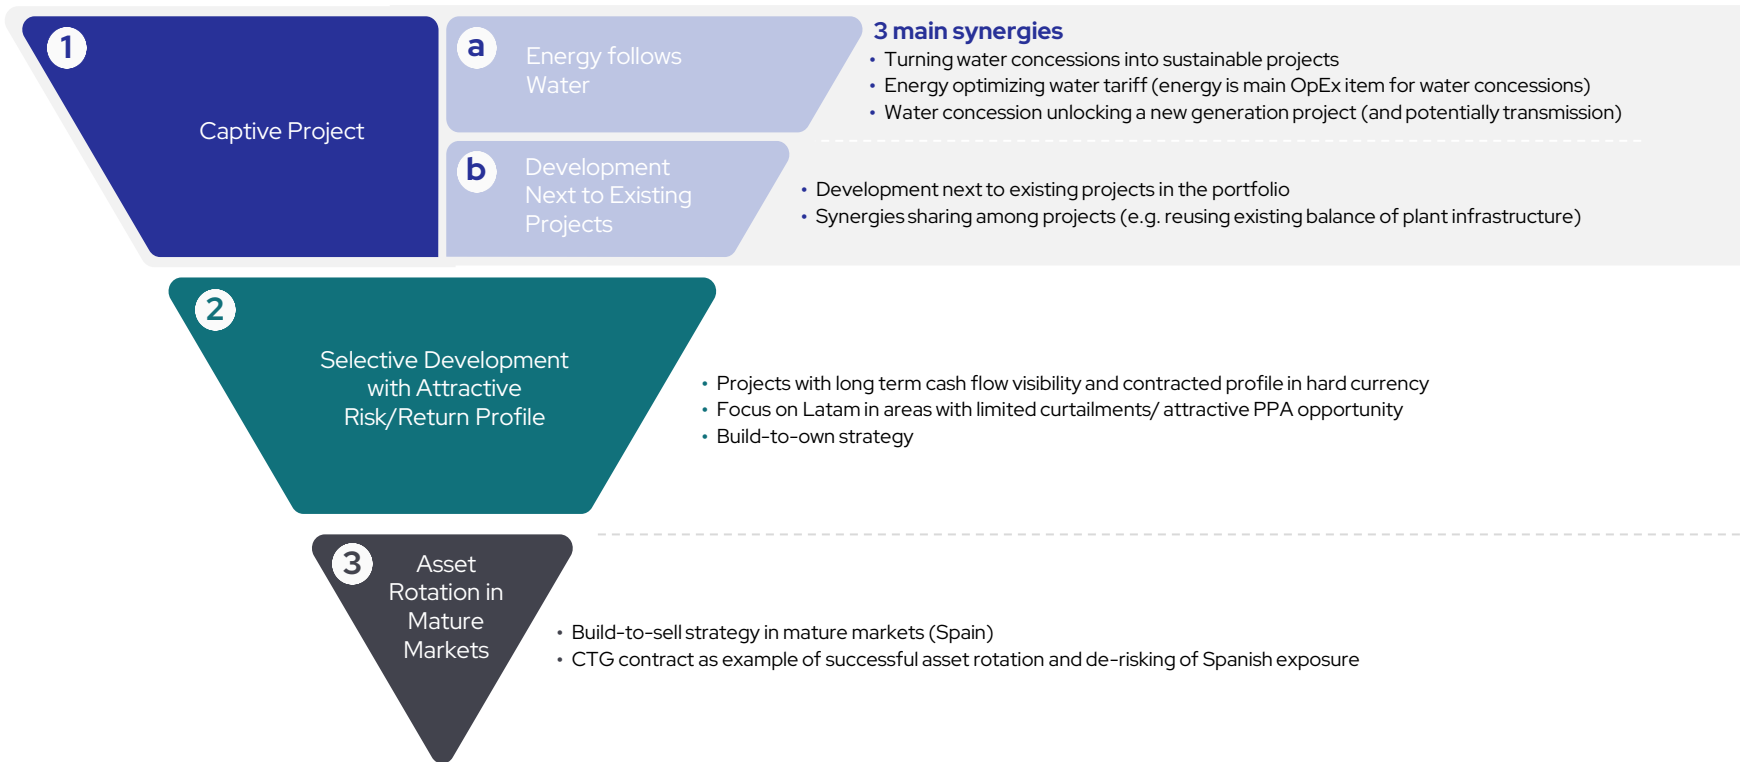 1
Captive Project
a
Energy follows
Water
3 main synergies
• Turning water concessions into sustainable projects
• Energy optimizing water tariff (energy is main OpEx item for water concessions)
• Water concession unlocking a new generation project (and potentially transmission)
b
Development
Next to Existing
Projects
• Development next to existing projects in the portfolio
• Synergies sharing among projects (e.g. reusing existing balance of plant infrastructure)
2
Selective Development
with Attractive
Risk/Return Profile
• Projects with long term cash flow visibility and contracted profile in hard currency
• Focus on Latam in areas with limited curtailments/ attractive PPA opportunity
• Build-to-own strategy
3
Asset
Rotation in
Mature
Markets
• Build-to-sell strategy in mature markets (Spain)
• CTG contract as example of successful asset rotation and de-risking of Spanish exposure